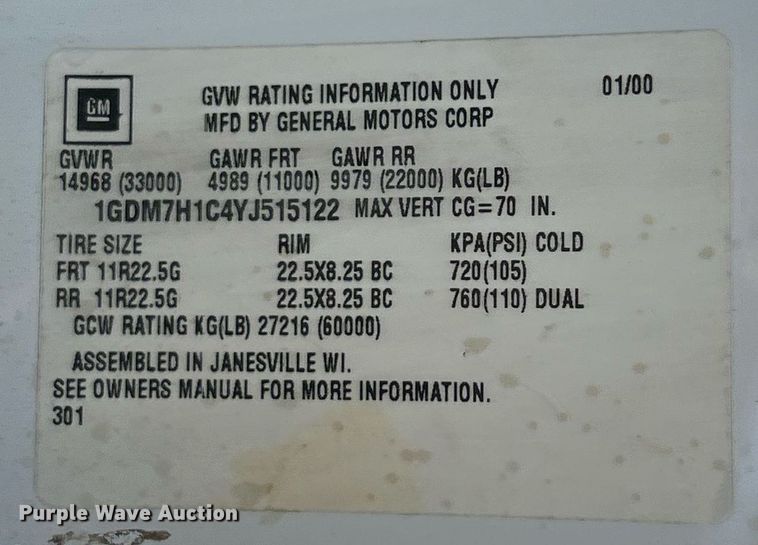 GM
GVW RATING INFORMATION ONLY 01/00
MFD BY GENERAL MOTORS CORP
GVWR GAWR FRT GAWR RR
14968 (33000) 4989 (11000) 9979 (22000) KG(LB)
1GDM7H1C4YJ515122 MAX VERT CG=70 IN.
TIRE SIZE RIM KPA(PSI) COLD
FRT 11R22.5G 22.5X8.25 BC 720(105)
RR 11R22.5G 22.5X8.25 BC 760(110) DUAL
GCW RATING KG(LB) 27216 (60000)
ASSEMBLED IN JANESVILLE WI.
SEE OWNERS MANUAL FOR MORE INFORMATION.
301
Purple Wave Auction